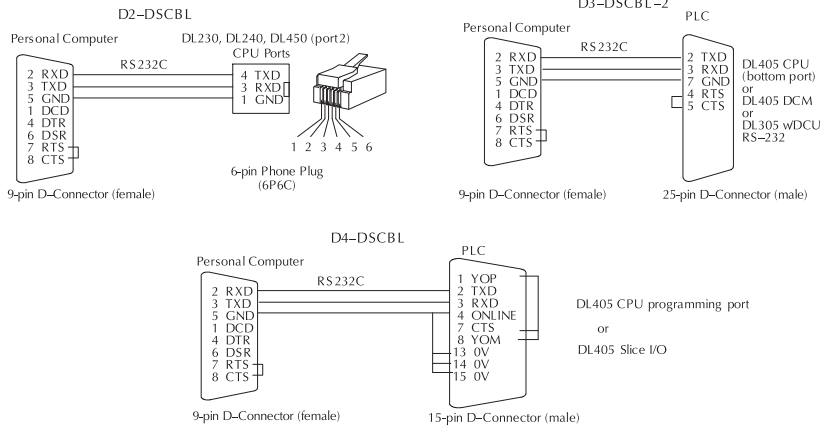 D2–DSCBL
Personal Computer
DL230, DL240, DL450 (port2)
CPU Ports
RS232C
2 RXD
3 TXD
5 GND
1 DCD
4 DTR
6 DSR
7 RTS
8 CTS
4 TXD
3 RXD
1 GND
1 2 3 4 5 6
6-pin Phone Plug
(6P6C)
9-pin D–Connector (female)
D3–DSCBL–2
Personal Computer
PLC
RS232C
2 RXD
3 TXD
5 GND
1 DCD
4 DTR
6 DSR
7 RTS
8 CTS
2 TXD
3 RXD
7 GND
4 RTS
5 CTS
DL405 CPU
(bottom port)
or
DL405 DCM
or
DL305 wDCU
RS–232
9-pin D–Connector (female)
25-pin D–Connector (male)
D4–DSCBL
Personal Computer
PLC
RS232C
2 RXD
3 TXD
5 GND
1 DCD
4 DTR
6 DSR
7 RTS
8 CTS
1 YOP
2 TXD
3 RXD
4 ONLINE
7 CTS
8 YOM
13 0V
14 0V
15 0V
DL405 CPU programming port
or
DL405 Slice I/O
9-pin D–Connector (female)
15-pin D–Connector (male)